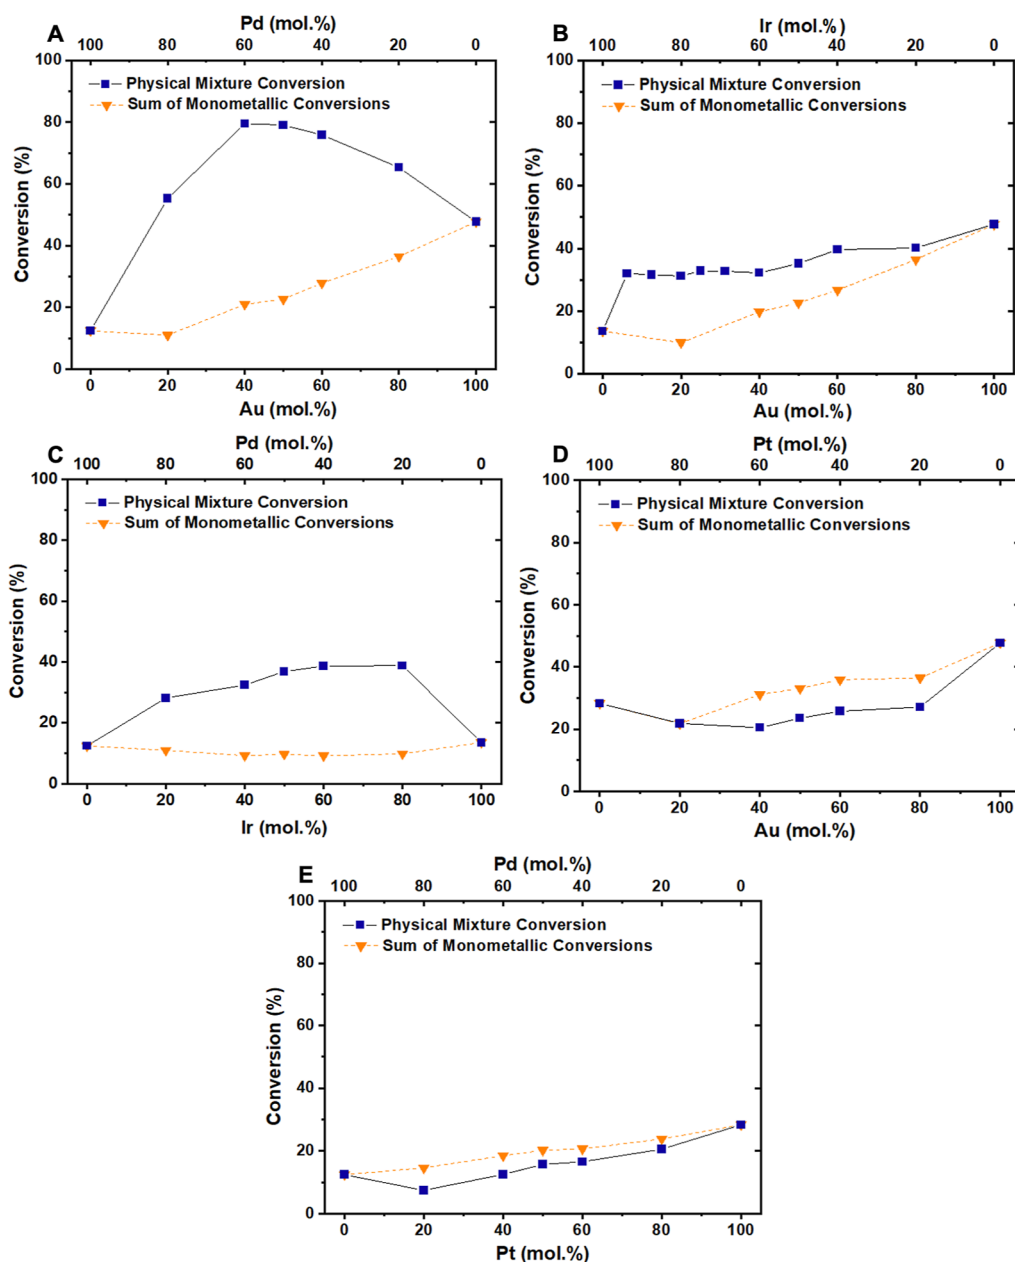 A
Pd (mol.%)
100 80 60 40 20 0
100
80
60
40
20
0
Conversion (%)
Physical Mixture Conversion
Sum of Monometallic Conversions
0 20 40 60 80 100
Au (mol.%)
B
Ir (mol.%)
100 80 60 40 20 0
100
80
60
40
20
0
Conversion (%)
Physical Mixture Conversion
Sum of Monometallic Conversions
0 20 40 60 80 100
Au (mol.%)
C
Pd (mol.%)
100 80 60 40 20 0
100
80
60
40
20
0
Conversion (%)
Physical Mixture Conversion
Sum of Monometallic Conversions
0 20 40 60 80 100
Ir (mol.%)
D
Pt (mol.%)
100 80 60 40 20 0
100
80
60
40
20
0
Conversion (%)
Physical Mixture Conversion
Sum of Monometallic Conversions
0 20 40 60 80 100
Au (mol.%)
E
Pd (mol.%)
100 80 60 40 20 0
100
80
60
40
20
0
Conversion (%)
Physical Mixture Conversion
Sum of Monometallic Conversions
0 20 40 60 80 100
Pt (mol.%)